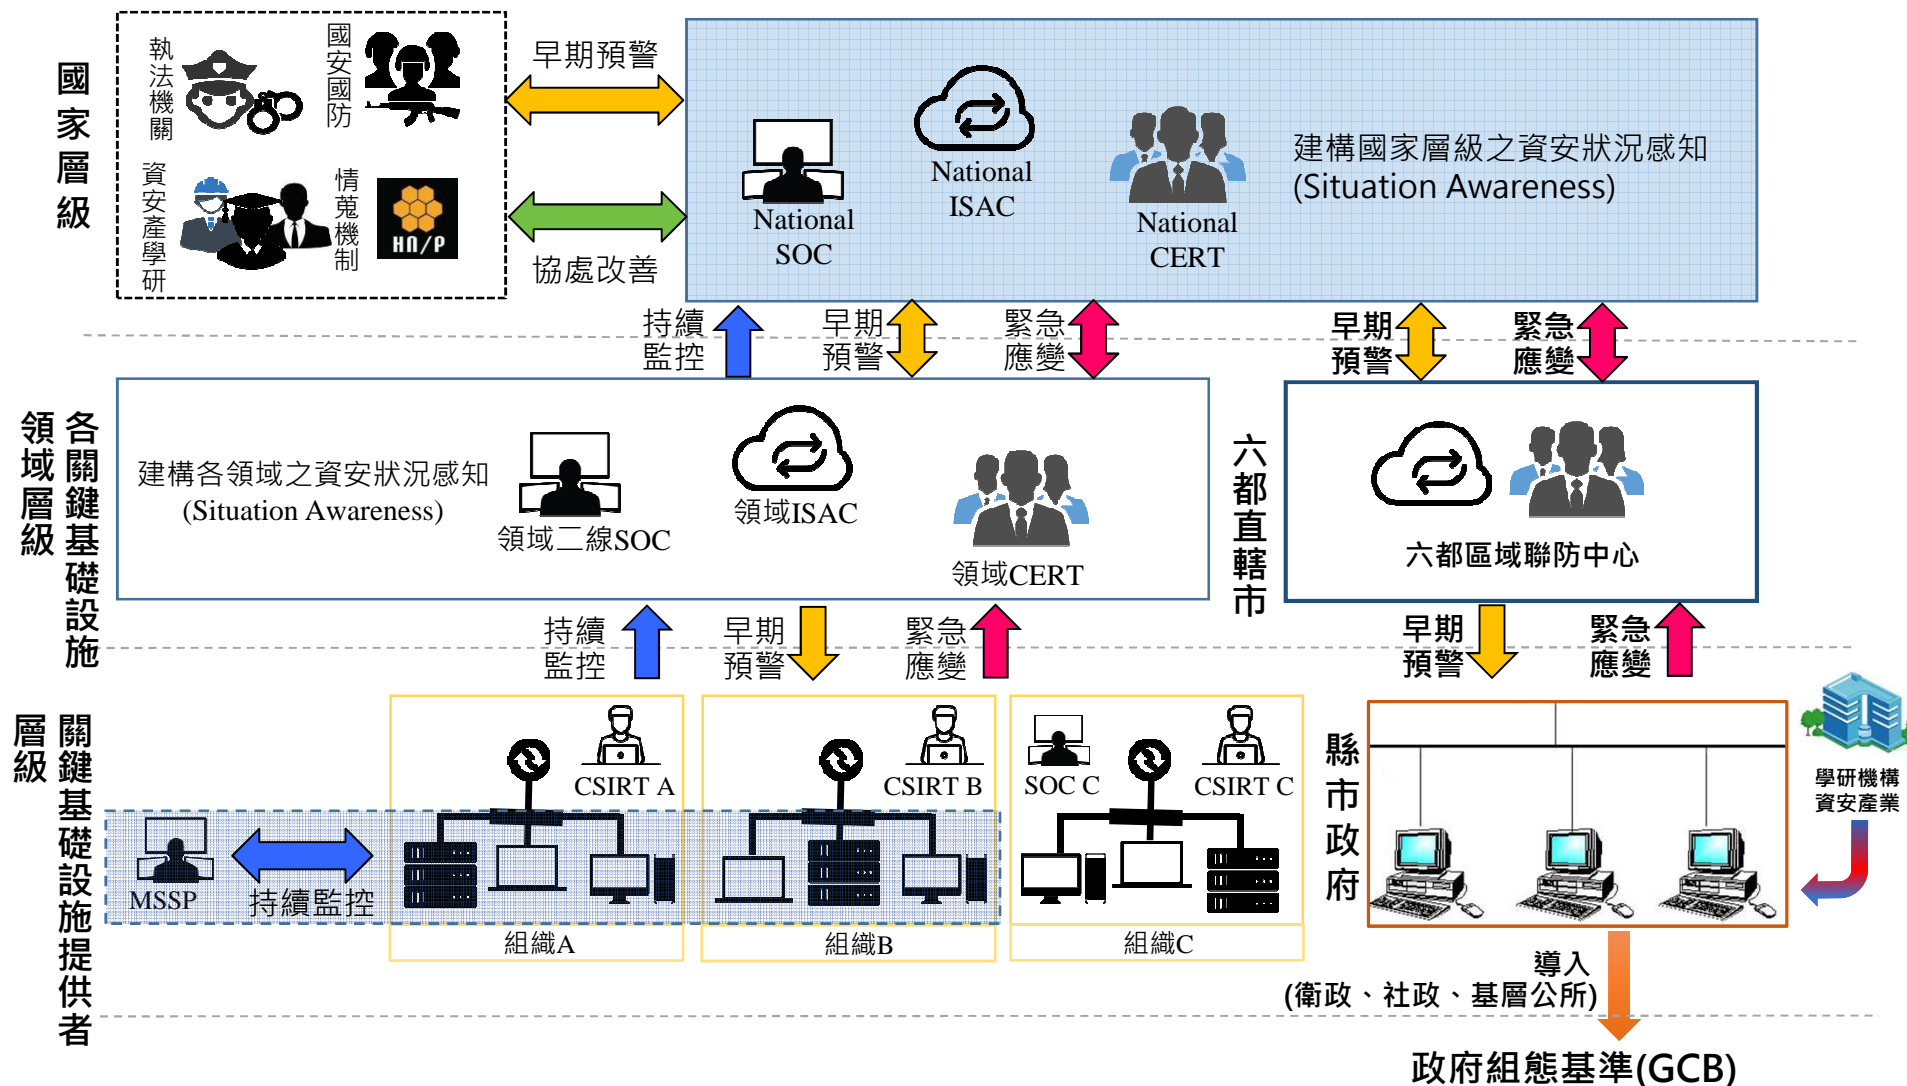 國家層級
執法機關
國安國防
資安產學研
情蒐機制
HN/P
早期預警
協處改善
National
SOC
National
ISAC
National
CERT
建構國家層級之資安狀況感知
(Situation Awareness)
持續
監控
早期
預警
緊急
應變
早期
預警
緊急
應變
各關鍵基礎設施
領域層級
建構各領域之資安狀況感知
(Situation Awareness)
領域二線SOC
領域ISAC
領域CERT
六都直轄市
六都區域聯防中心
持續
監控
早期
預警
緊急
應變
早期
預警
緊急
應變
關鍵基礎設施提供者
層級
MSSP
持續監控
CSIRT A
組織A
CSIRT B
組織B
SOC C
CSIRT C
組織C
縣市政府
學研機構
資安產業
導入
(衛政、社政、基層公所)
政府組態基準(GCB)